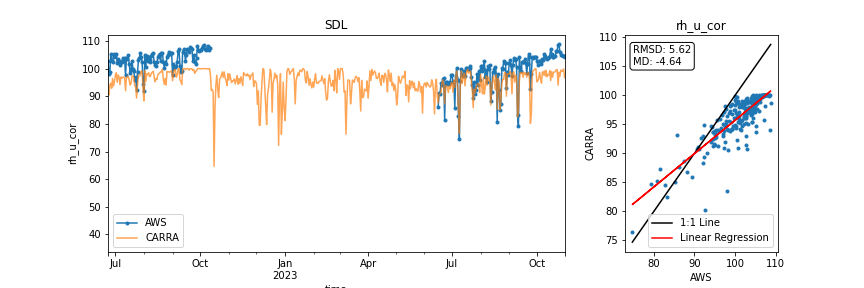 SDL
110
100
90
80
70
60
50
40
rh_u_cor
AWS
CARRA
Jul
Oct
Jan
2023
Apr
Jul
Oct
rh_u_cor
RMSD: 5.62
MD: -4.64
110
105
100
95
90
85
80
75
CARRA
1:1 Line
Linear Regression
80
90
100
110
AWS